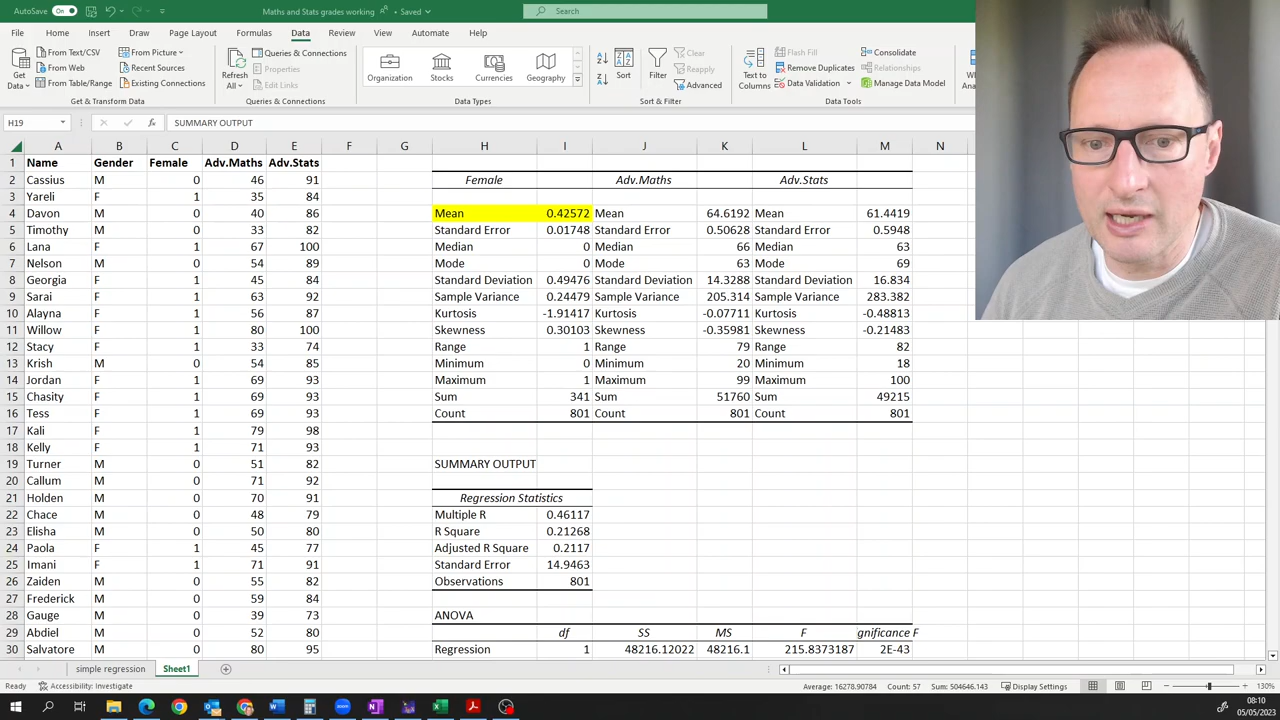 AutoSave On Maths and Stats grades working • Saved Search
File Home Insert Draw Page Layout Formulas Data Review View Automate Help
Get Data From Text/CSV From Web From Table/Range From Picture Recent Sources Existing Connections Get & Transform Data
Refresh All Queries & Connections Properties Edit Links Queries & Connections
Organization Stocks Currencies Geography Data Types
Sort Filter Clear Reapply Advanced Sort & Filter
Text to Columns Flash Fill Remove Duplicates Data Validation Consolidate Relationships Manage Data Model Data Tools
H19 fx SUMMARY OUTPUT
A B C D E F G H I J K L M N
1 Name Gender Female Adv.Maths Adv.Stats
2 Cassius M 0 46 91 Female Adv.Maths Adv.Stats
3 Yareli F 1 35 84
4 Davon M 0 40 86 Mean 0.42572 Mean 64.6192 Mean 61.4419
5 Timothy M 0 33 82 Standard Error 0.01748 Standard Error 0.50628 Standard Error 0.5948
6 Lana F 1 67 100 Median 0 Median 66 Median 63
7 Nelson M 0 54 89 Mode 0 Mode 63 Mode 69
8 Georgia F 1 45 84 Standard Deviation 0.49476 Standard Deviation 14.3288 Standard Deviation 16.834
9 Sarai F 1 63 92 Sample Variance 0.24479 Sample Variance 205.314 Sample Variance 283.382
10 Alayna F 1 56 87 Kurtosis -1.91417 Kurtosis -0.07711 Kurtosis -0.48813
11 Willow F 1 80 100 Skewness 0.30103 Skewness -0.35981 Skewness -0.21483
12 Stacy F 1 33 74 Range 1 Range 79 Range 82
13 Krish M 0 54 85 Minimum 0 Minimum 20 Minimum 18
14 Jordan F 1 69 93 Maximum 1 Maximum 99 Maximum 100
15 Chasity F 1 69 93 Sum 341 Sum 51760 Sum 49215
16 Tess F 1 69 93 Count 801 Count 801 Count 801
17 Kali F 1 79 98
18 Kelly F 1 71 93
19 Turner M 0 51 82 SUMMARY OUTPUT
20 Callum M 0 71 92
21 Holden M 0 70 91 Regression Statistics
22 Chace M 0 48 79 Multiple R 0.46117
23 Elisha M 0 50 80 R Square 0.21268
24 Paola F 1 45 77 Adjusted R Square 0.2117
25 Imani F 1 71 91 Standard Error 14.9463
26 Zaiden M 0 55 82 Observations 801
27 Frederick M 0 59 84
28 Gauge M 0 39 73 ANOVA
29 Abdiel M 0 52 80 df SS MS F gnificance F
30 Salvatore M 0 80 95 Regression 1 48216.12022 48216.1 215.8373187 2E-43
simple regression Sheet1
Ready Accessibility: Investigate Average: 16278.90784 Count: 57 Sum: 504646.143 Display Settings 130%
08:10
05/05/2023